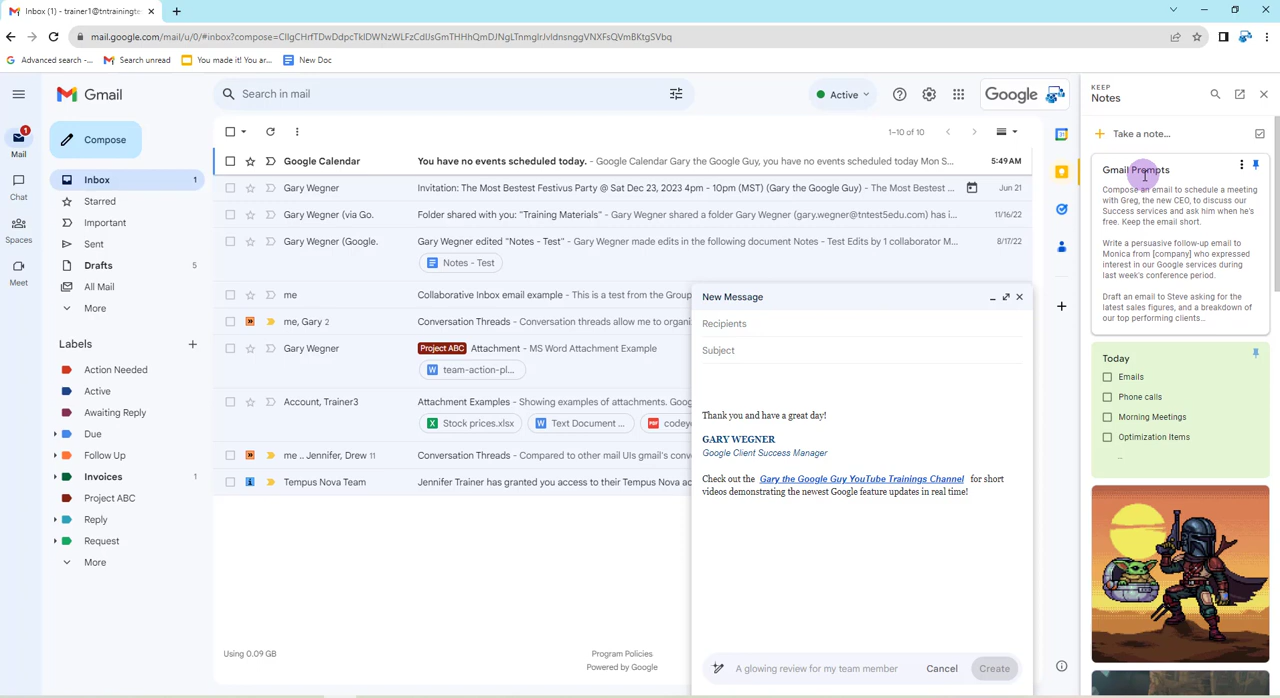 Inbox (1) - trainer1@tntrainingte
mail.google.com/mail/u/0/#inbox?compose=
Advanced search -...
Search unread
You made it! You ar...
New Doc
Gmail
Search in mail
Active
Google
KEEP
Notes
1
Mail
Compose
1–10 of 10
Take a note...
Inbox 1
Google Calendar You have no events scheduled today. - Google Calendar Gary the Google Guy, you have no events scheduled today Mon S... 5:49 AM
Gmail Prompts
Chat
Starred
Gary Wegner Invitation: The Most Bestest Festivus Party @ Sat Dec 23, 2023 4pm - 10pm (MST) (Gary the Google Guy) - The Most Bestest ... Jun 21
Compose an email to schedule a meeting
with Greg, the new CEO, to discuss our
Success services and ask him when he's
free. Keep the email short.
Important
Gary Wegner (via Go. Folder shared with you: "Training Materials" - Gary Wegner shared a folder Gary (gary.wegner@tntest5edu.com) has i... 11/16/22
Spaces
Sent
Gary Wegner (Google. Gary Wegner edited "Notes - Test" - Gary Wegner made edits in the following document Notes - Test Edits by 1 collaborator M... 8/17/22
Write a persuasive follow-up email to
Monica from [company] who expressed
interest in our Google services during
last week's conference period.
Drafts 5
Notes - Test
Meet
All Mail
me Collaborative Inbox email example - This is a test from the Group
Draft an email to Steve asking for the
latest sales figures, and a breakdown of
our top performing clients...
More
me, Gary 2 Conversation Threads - Conversation threads allow me to organi
Labels
Gary Wegner Project ABC Attachment - MS Word Attachment Example
team-action-pl...
Action Needed
Active
Awaiting Reply
Account, Trainer3 Attachment Examples - Showing examples of attachments. Goog
Stock prices.xlsx
Text Document ...
PDF codey
Due
Follow Up
me .. Jennifer, Drew 11 Conversation Threads - Compared to other mail UIs gmail's conv
Invoices 1
Tempus Nova Team Jennifer Trainer has granted you access to their Tempus Nova ac
Project ABC
Reply
Request
More
Using 0.09 GB
Program Policies
Powered by Google
New Message
Recipients
Subject
Thank you and have a great day!
GARY WEGNER
Google Client Success Manager
Check out the Gary the Google Guy YouTube Trainings Channel for short
videos demonstrating the newest Google feature updates in real time!
A glowing review for my team member
Cancel
Create
Today
Emails
Phone calls
Morning Meetings
Optimization Items
...